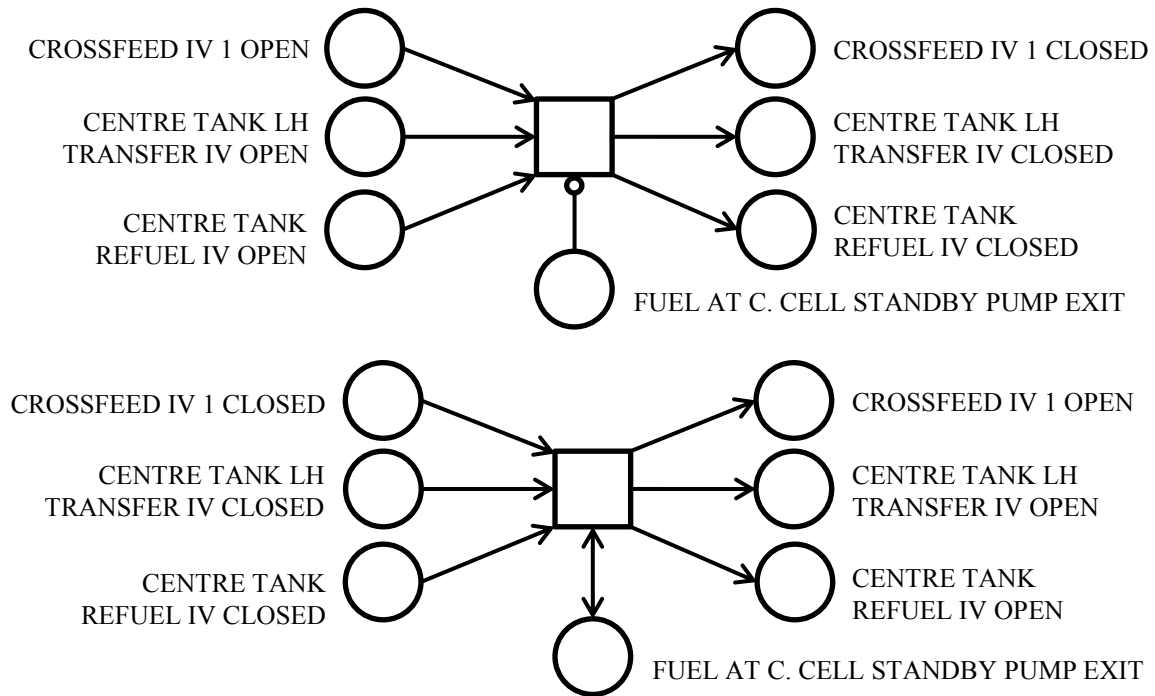 CROSSFEED IV 1 OPEN
CROSSFEED IV 1 CLOSED
CENTRE TANK LH
TRANSFER IV OPEN
CENTRE TANK LH
TRANSFER IV CLOSED
CENTRE TANK
REFUEL IV OPEN
CENTRE TANK
REFUEL IV CLOSED
FUEL AT C. CELL STANDBY PUMP EXIT
CROSSFEED IV 1 CLOSED
CROSSFEED IV 1 OPEN
CENTRE TANK LH
TRANSFER IV CLOSED
CENTRE TANK LH
TRANSFER IV OPEN
CENTRE TANK
REFUEL IV CLOSED
CENTRE TANK
REFUEL IV OPEN
FUEL AT C. CELL STANDBY PUMP EXIT